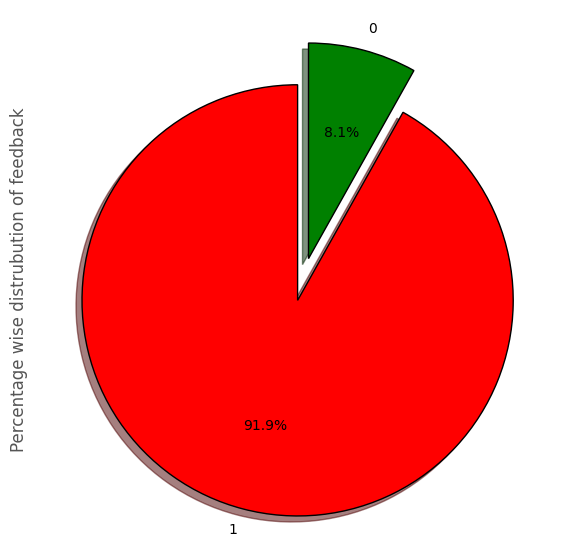 0
8.1%
Percentage wise distrubution of feedback
91.9%
1